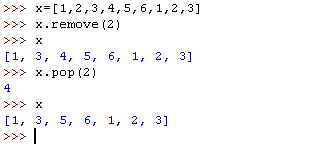 >>> x=[1,2,3,4,5,6,1,2,3]
>>> x.remove(2)
>>> x
[1, 3, 4, 5, 6, 1, 2, 3]
>>> x.pop(2)
4
>>> x
[1, 3, 5, 6, 1, 2, 3]
>>>